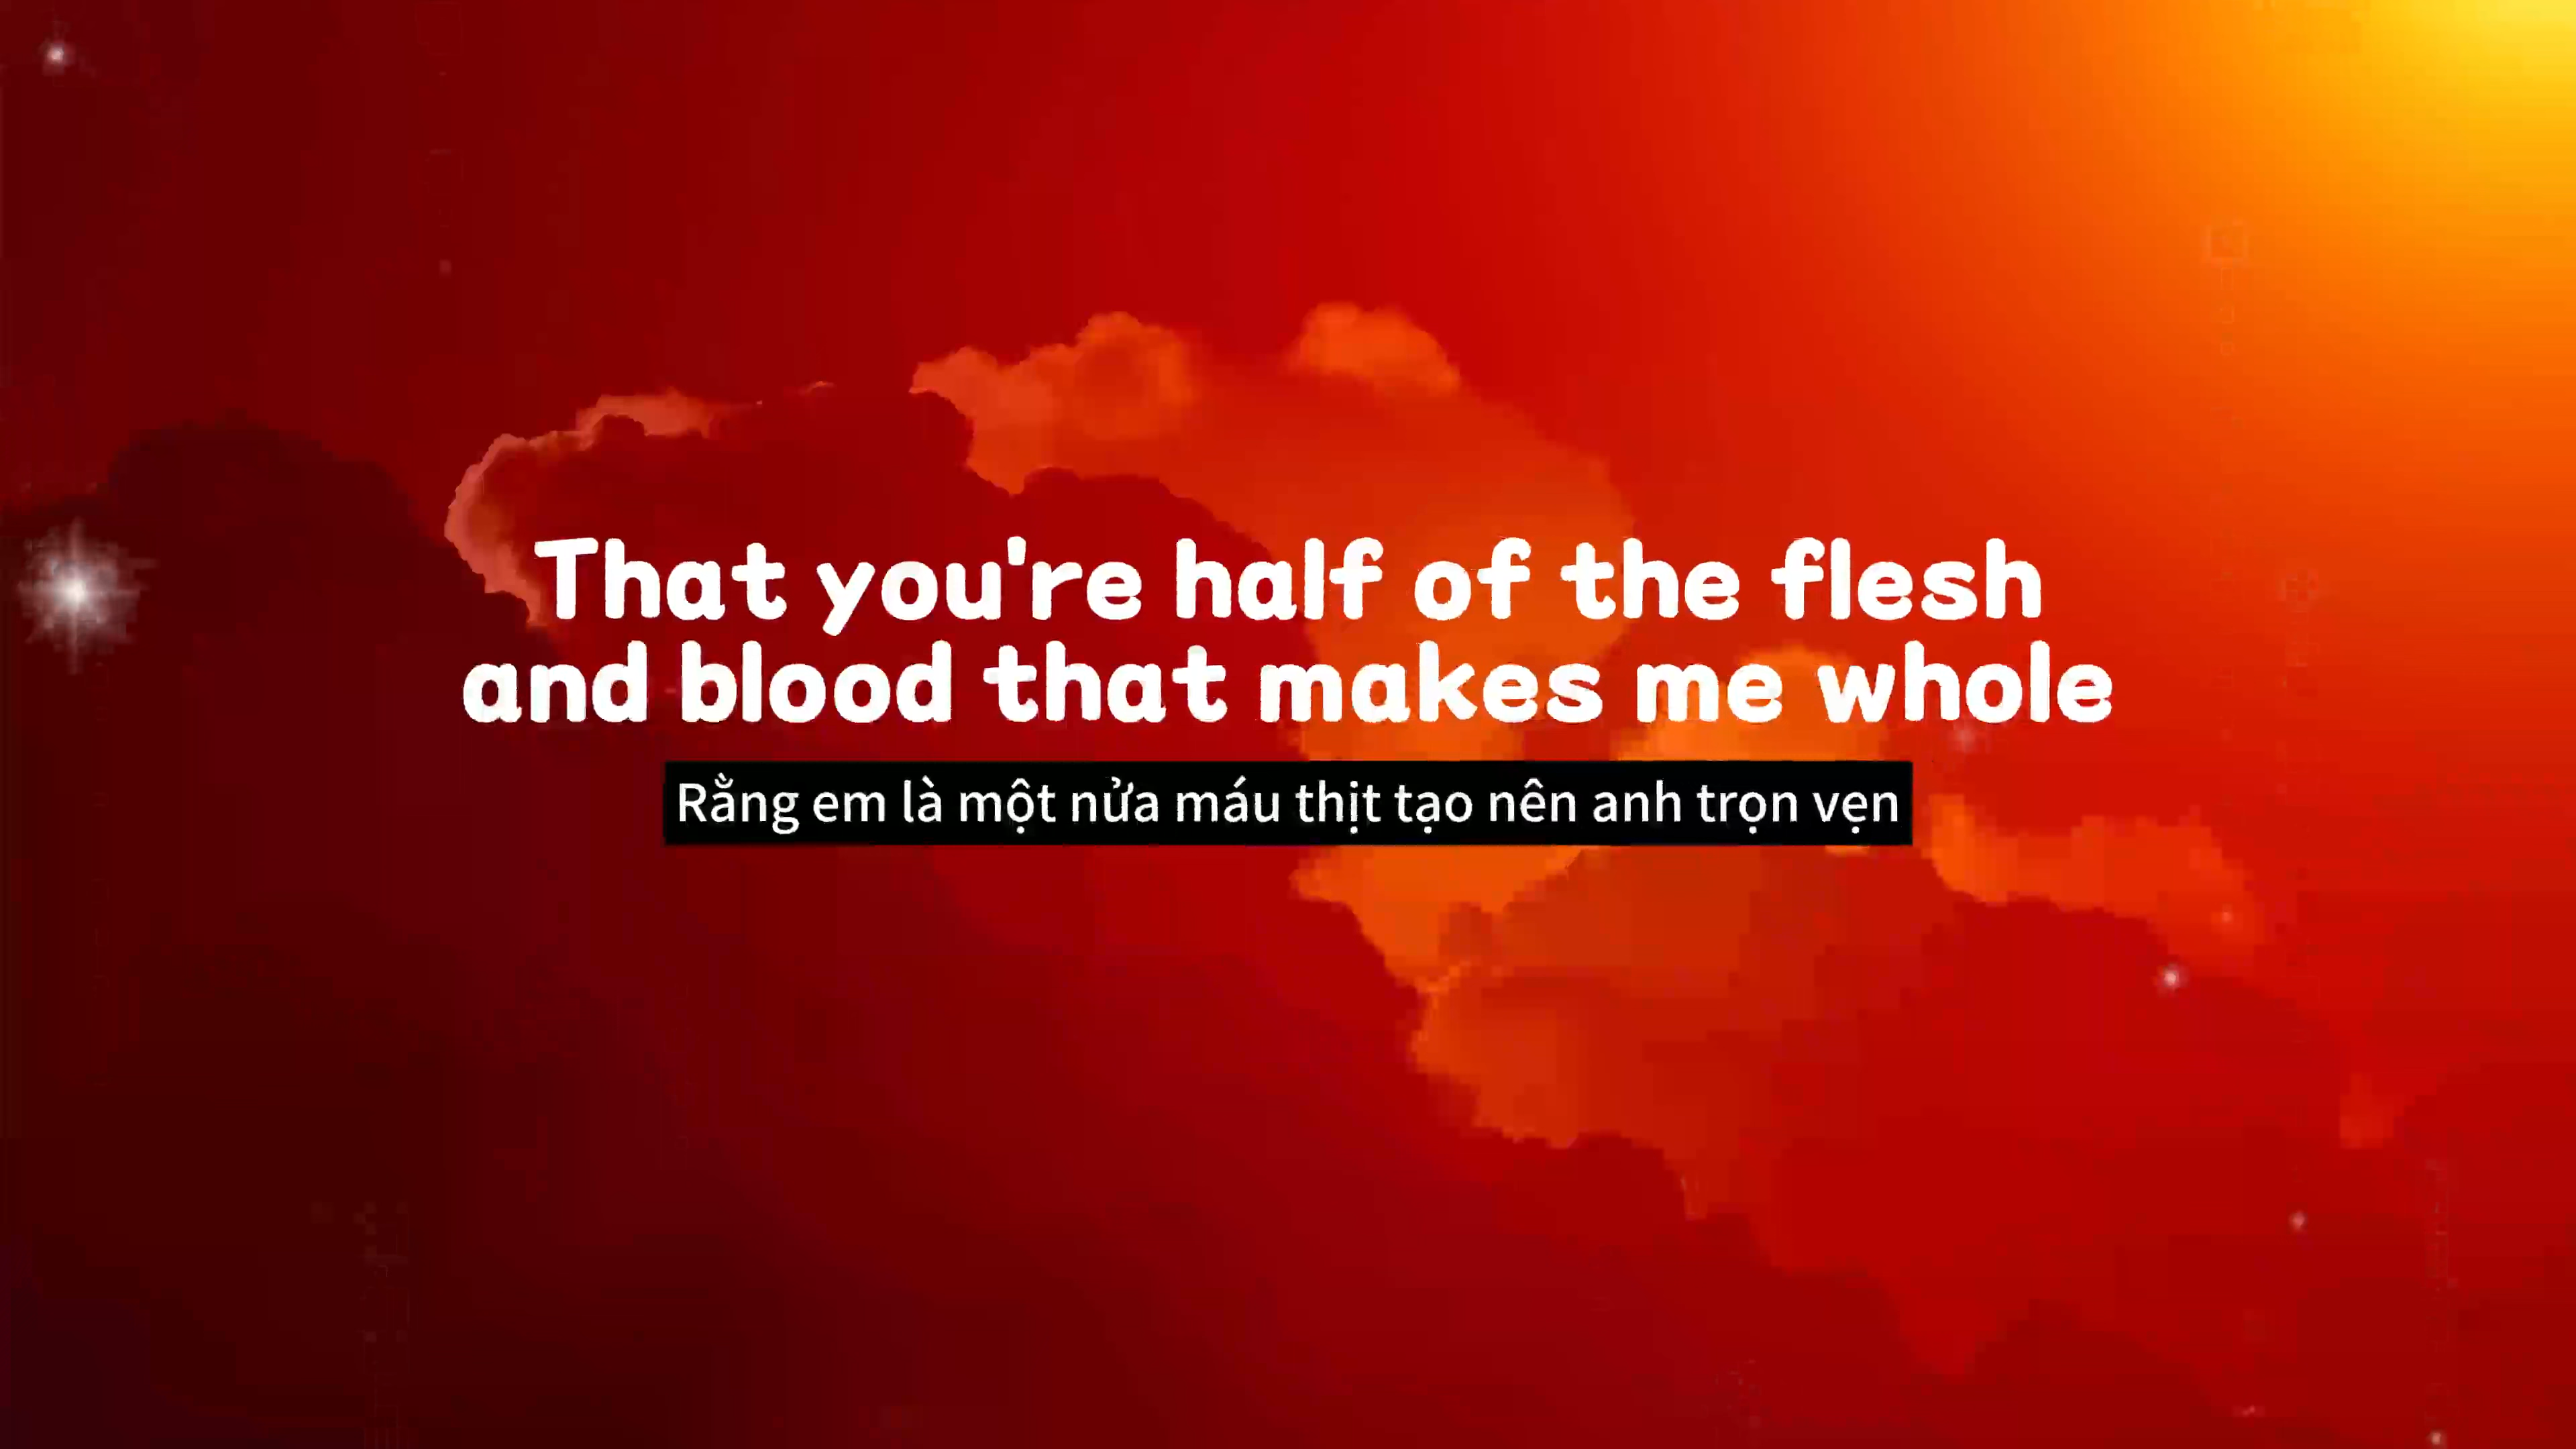 That you're half of the flesh
and blood that makes me whole
Rằng em là một nửa máu thịt tạo nên anh trọn vẹn